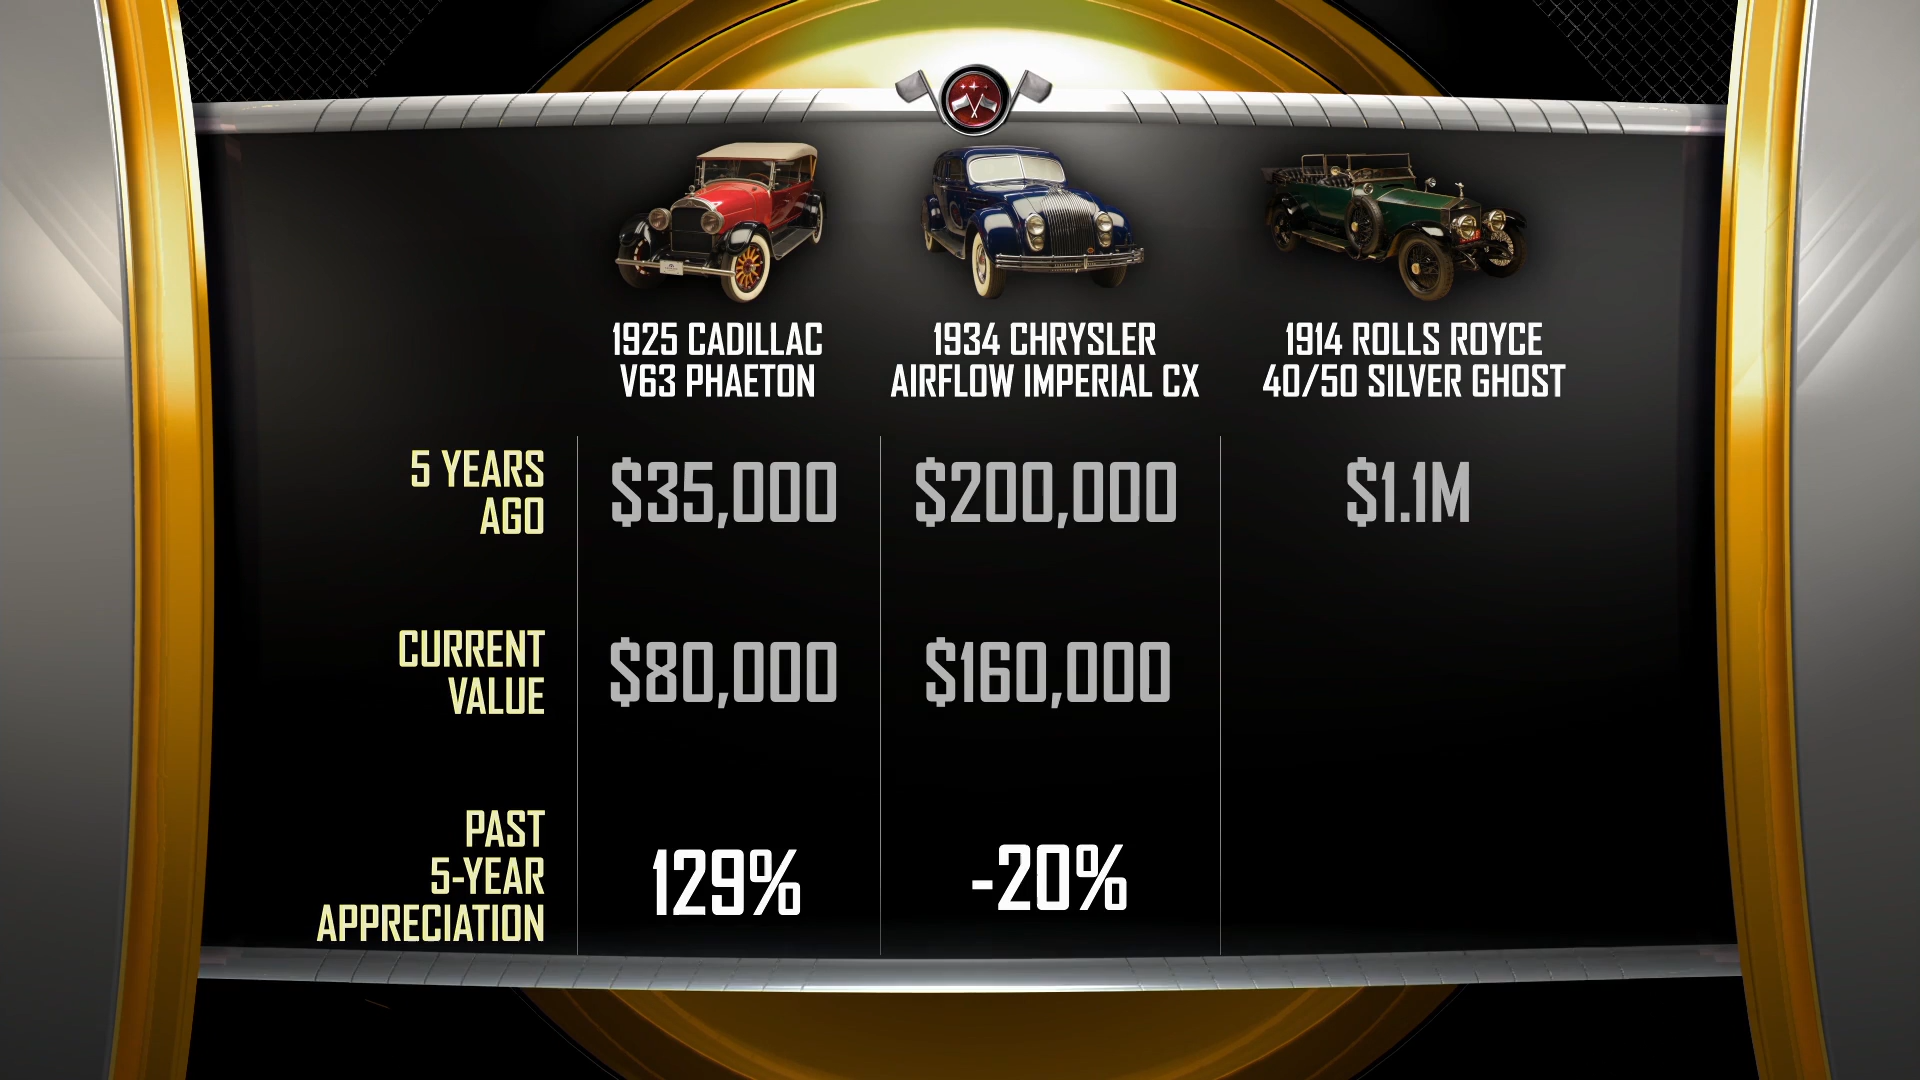 1925 CADILLAC
V63 PHAETON
1934 CHRYSLER
AIRFLOW IMPERIAL CX
1914 ROLLS ROYCE
40/50 SILVER GHOST
5 YEARS
AGO
$35,000
$200,000
$1.1M
CURRENT
VALUE
$80,000
$160,000
PAST
5-YEAR
APPRECIATION
129%
-20%